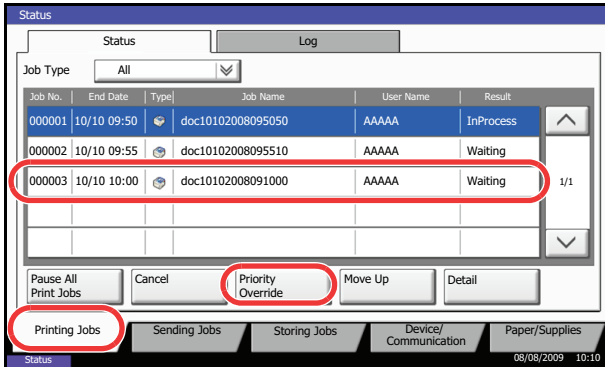 Status
Status Log
Job Type All
Job No. End Date Type Job Name User Name Result
000001 10/10 09:50 doc10102008095050 AAAAA InProcess
000002 10/10 09:55 doc10102008095510 AAAAA Waiting
000003 10/10 10:00 doc10102008091000 AAAAA Waiting 1/1
Pause All
Print Jobs
Cancel
Priority
Override
Move Up
Detail
Printing Jobs
Sending Jobs
Storing Jobs
Device/
Communication
Paper/Supplies
Status 08/08/2009 10:10